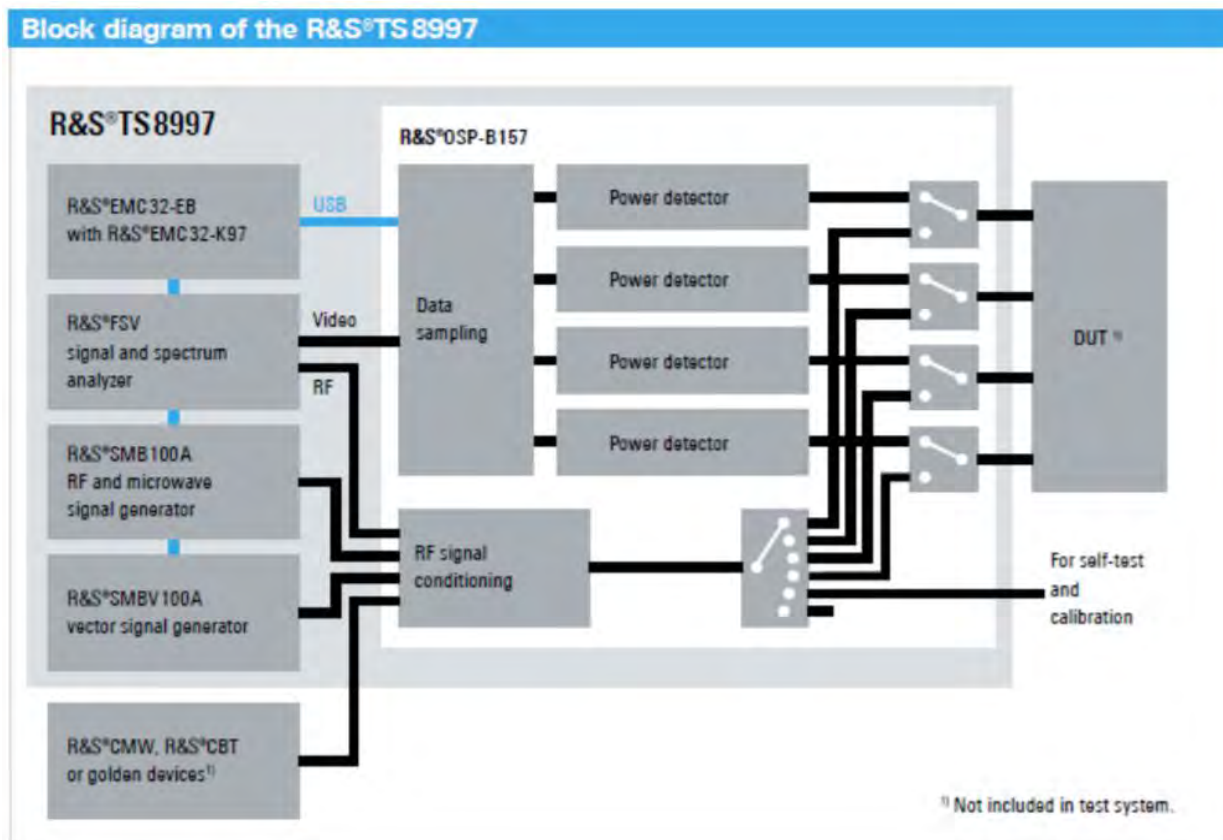 Block diagram of the R&S®TS8997
R&S®TS8997
R&S®OSP-B157
R&S®EMC32-EB
with R&S®EMC32-K97
USB
R&S®FSV
signal and spectrum
analyzer
Video
RF
R&S®SMB100A
RF and microwave
signal generator
R&S®SMBV100A
vector signal generator
R&S®CMW, R&S®CBT
or golden devices¹⁾
Data
sampling
Power detector
Power detector
Power detector
Power detector
RF signal
conditioning
DUT ¹⁾
For self-test
and
calibration
¹⁾ Not included in test system.